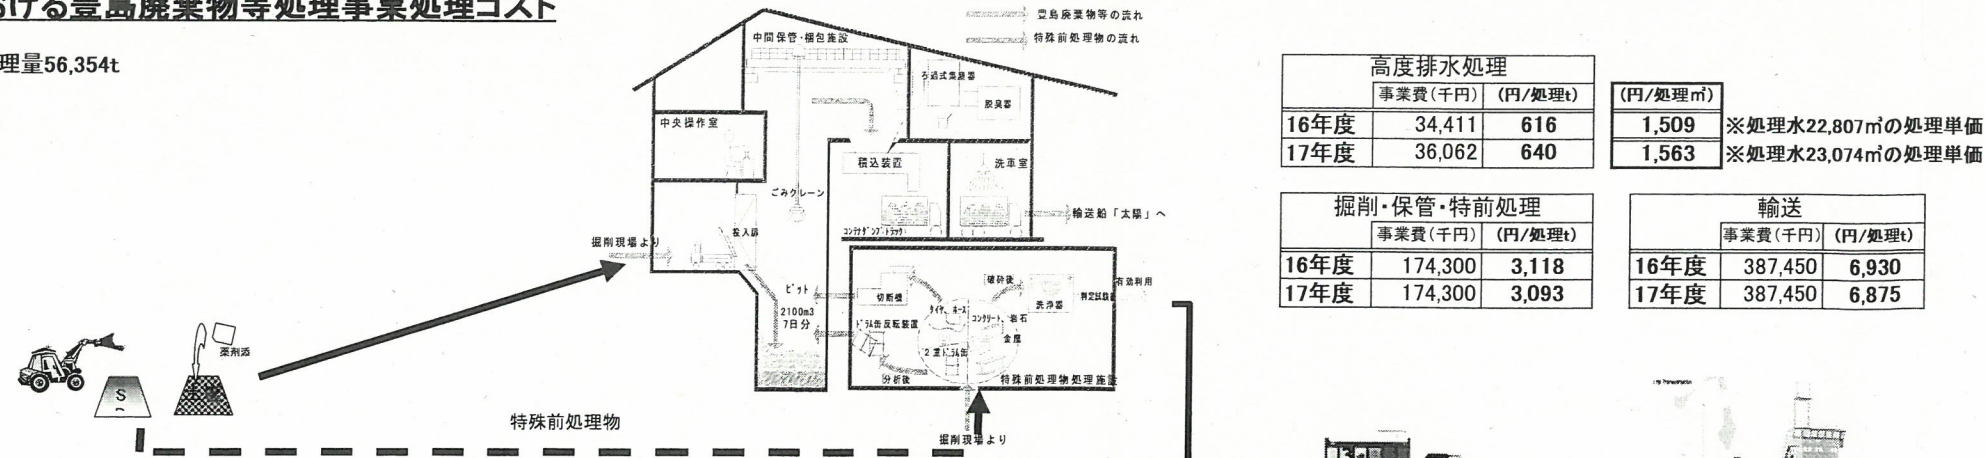 ける豊島廃棄物等処理事業処理コスト
理量56,354t
豊島廃棄物等の流れ
特殊前処理物の流れ
中間保管・梱包施設
ろ過式集塵器
脱臭器
中央操作室
積込装置
洗車室
ごみクレーン
輸送船「太陽」へ
コンテナダンプトラック
投入扉
掘削現場より
ピット
2100m3
7日分
切断機
破砕後
洗浄器
判定試験
有効利用
タイヤ、ホース
コンクリート、岩石
金属
ドラム缶反転装置
2重ドラム缶
分析後
特殊前処理物処理施設
薬剤添
S
特殊前処理物
掘削現場より
高度排水処理
事業費(千円) (円/処理t) (円/処理㎥)
16年度 34,411 616 1,509 ※処理水22,807㎥の処理単価
17年度 36,062 640 1,563 ※処理水23,074㎥の処理単価
掘削・保管・特前処理
事業費(千円) (円/処理t)
16年度 174,300 3,118
17年度 174,300 3,093
輸送
事業費(千円) (円/処理t)
16年度 387,450 6,930
17年度 387,450 6,875